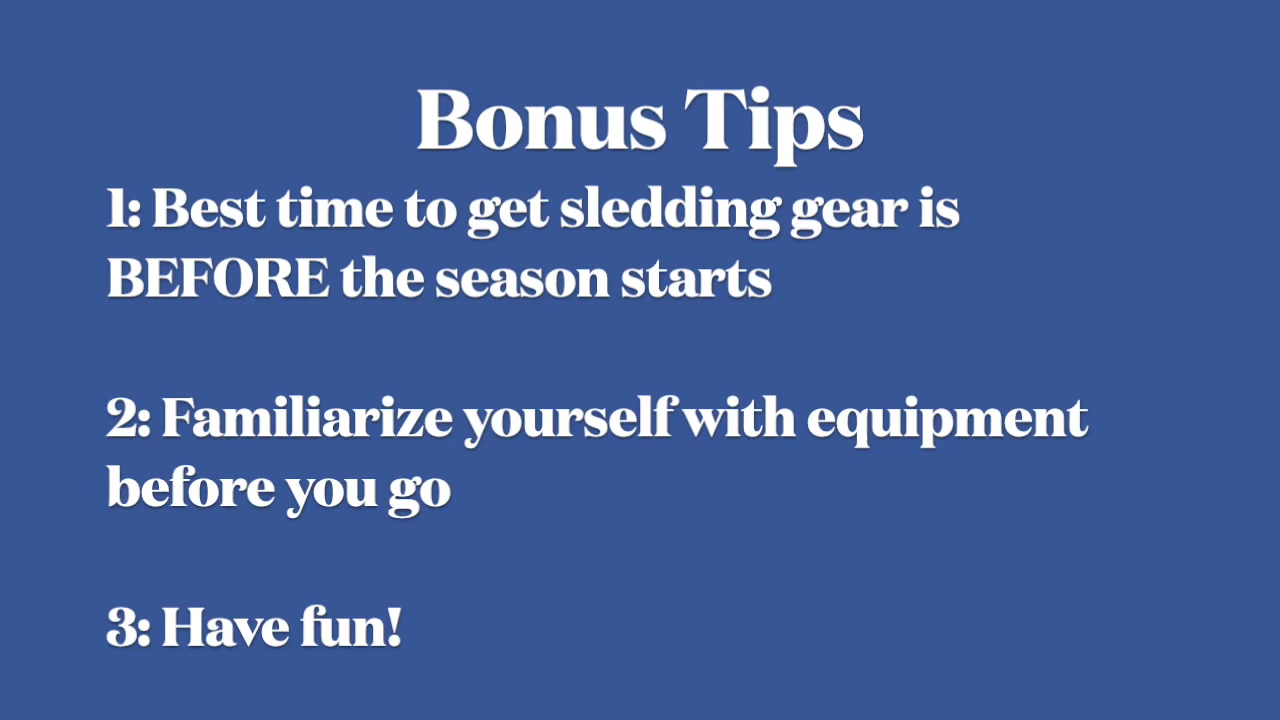 Bonus Tips
1: Best time to get sledding gear is
BEFORE the season starts
2: Familiarize yourself with equipment
before you go
3: Have fun!